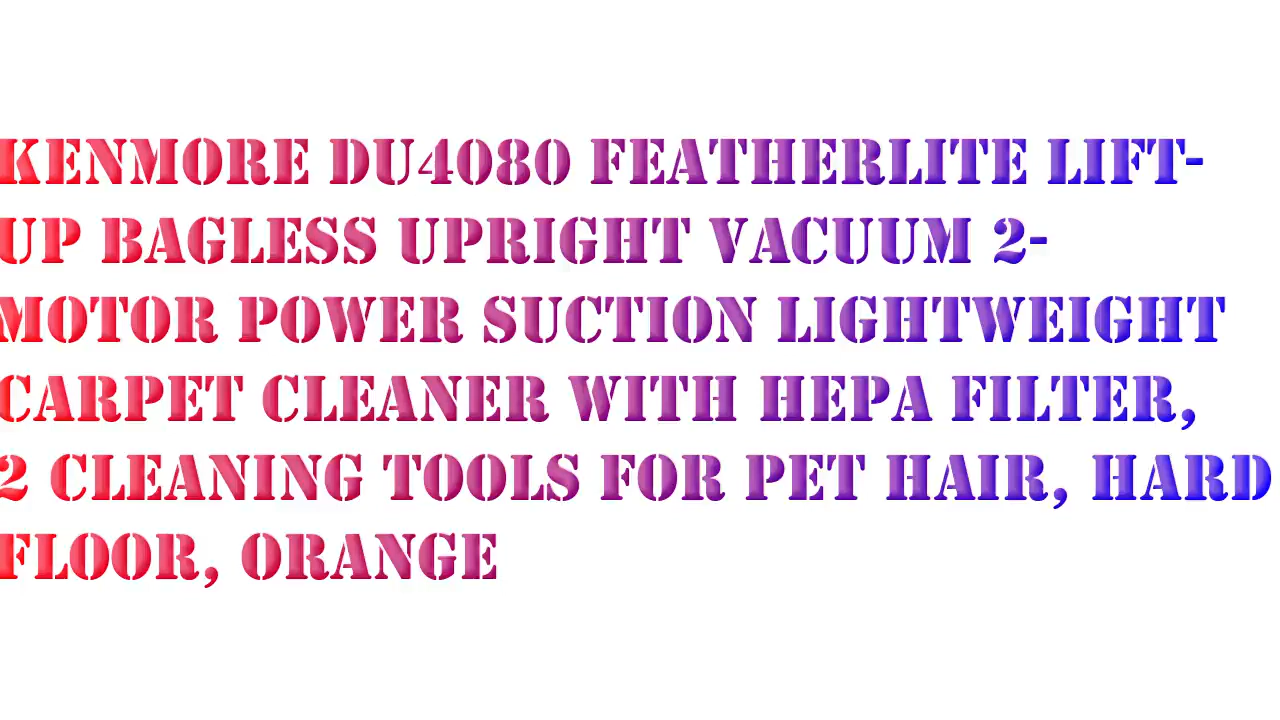 KENMORE DU4080 FEATHERLITE LIFT-
UP BAGLESS UPRIGHT VACUUM 2-
MOTOR POWER SUCTION LIGHTWEIGHT
CARPET CLEANER WITH HEPA FILTER,
2 CLEANING TOOLS FOR PET HAIR, HARD
FLOOR, ORANGE